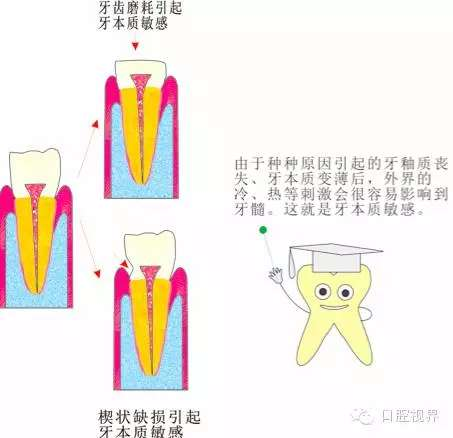 牙齿磨耗引起
牙本质敏感
由于种种原因引起的牙釉质丧
失、牙本质变薄后，外界的
冷、热等刺激会很容易影响到
牙髓。这就是牙本质敏感。
楔状缺损引起
牙本质敏感
口腔视界